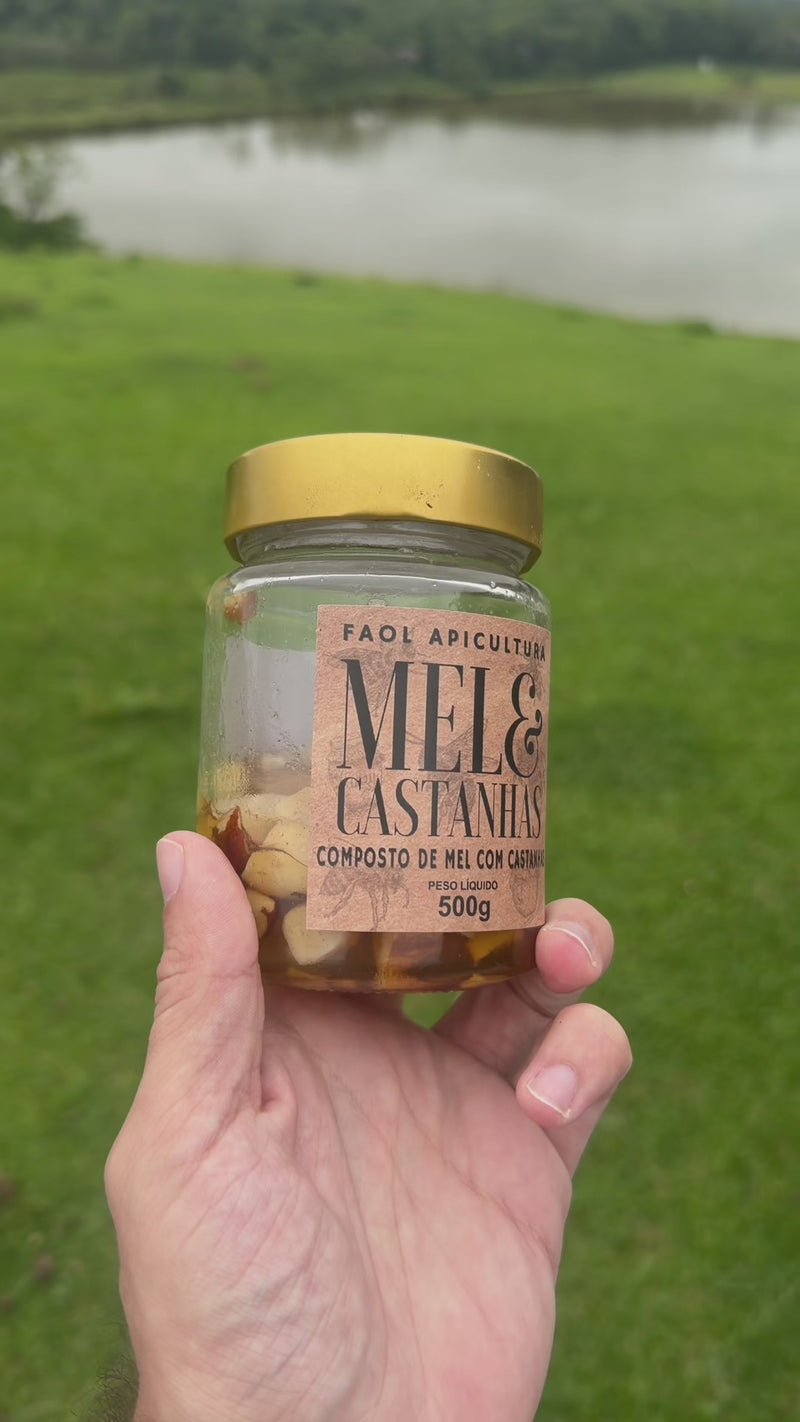 FAOL APICULTURA
MEL &
CASTANHAS
COMPOSTO DE MEL COM CASTANHAS
PESO LÍQUIDO
500g